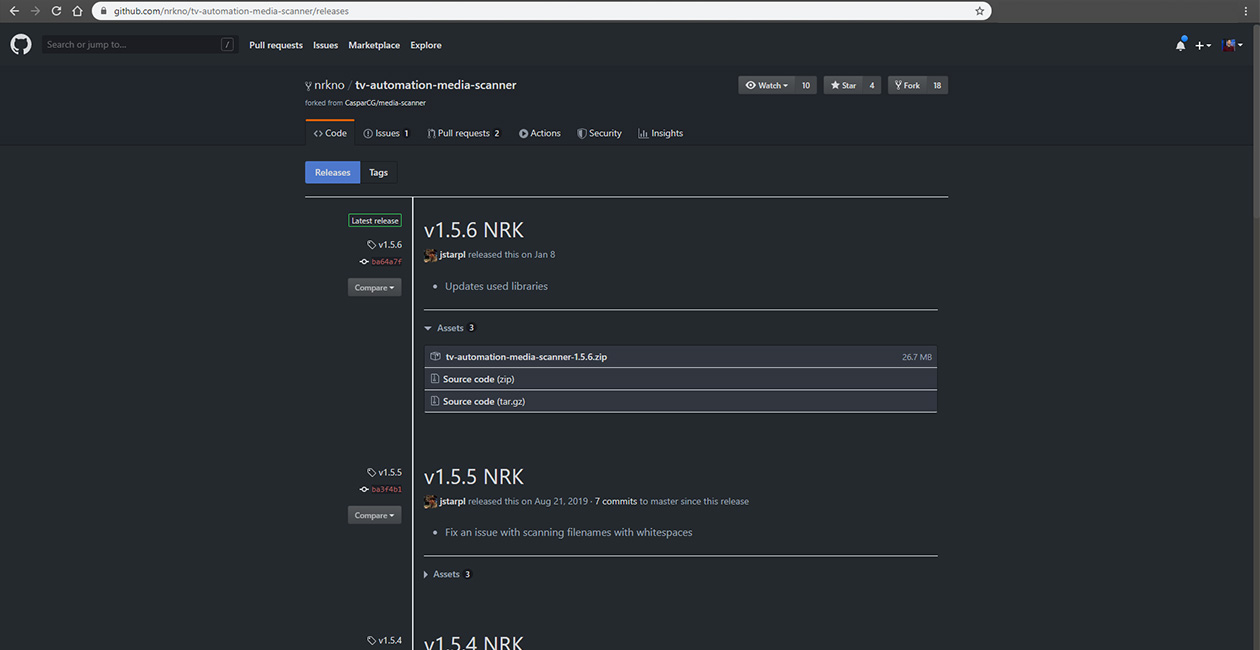 github.com/nrkno/tv-automation-media-scanner/releases
Search or jump to... /
Pull requests Issues Marketplace Explore
nrkno / tv-automation-media-scanner
Watch 10 Star 4 Fork 18
forked from CasparCG/media-scanner
Code Issues 1 Pull requests 2 Actions Security Insights
Releases Tags
Latest release
v1.5.6
ba64a7f
Compare
v1.5.6 NRK
jstarpl released this on Jan 8
Updates used libraries
Assets 3
tv-automation-media-scanner-1.5.6.zip 26.7 MB
Source code (zip)
Source code (tar.gz)
v1.5.5
ba3f4b1
Compare
v1.5.5 NRK
jstarpl released this on Aug 21, 2019 · 7 commits to master since this release
Fix an issue with scanning filenames with whitespaces
Assets 3
v1.5.4
v1.5.4 NRK